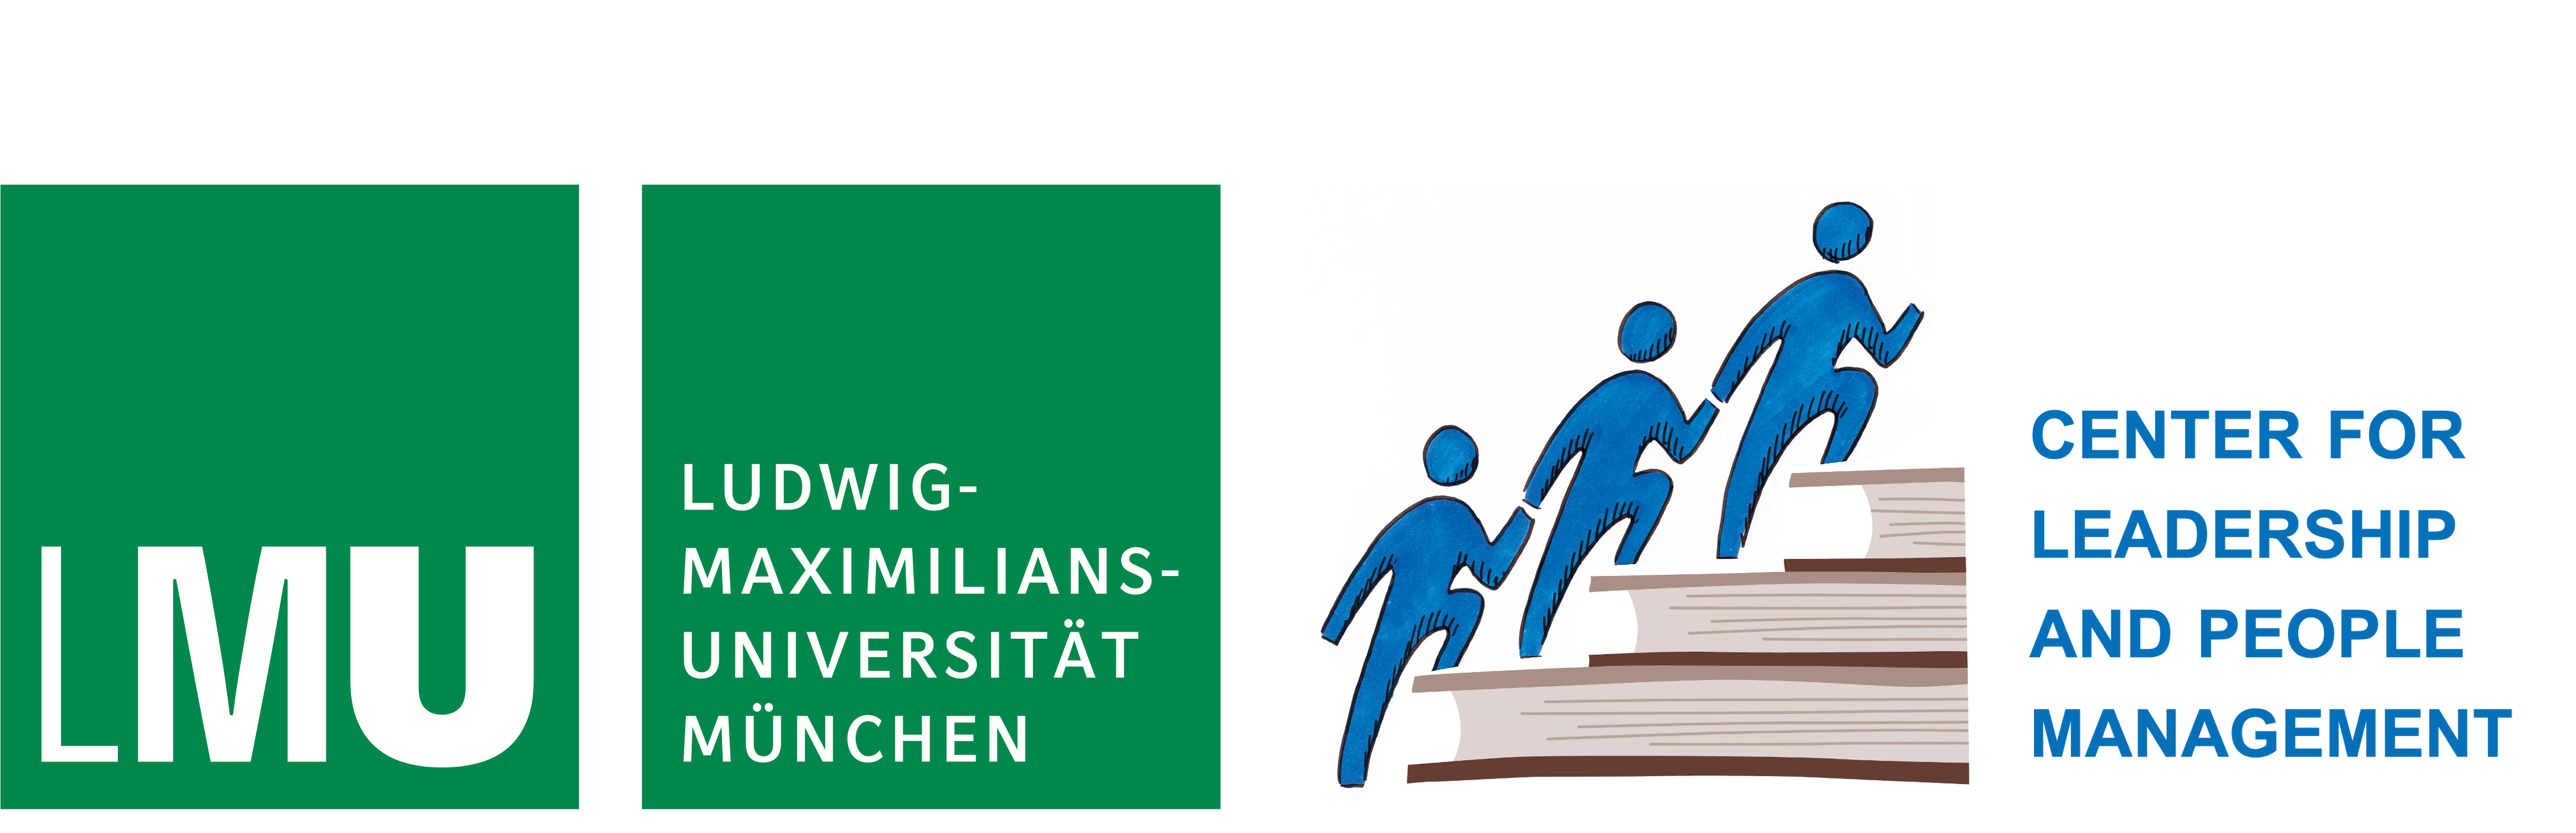 LMU
LUDWIG-
MAXIMILIANS-
UNIVERSITÄT
MÜNCHEN
CENTER FOR
LEADERSHIP
AND PEOPLE
MANAGEMENT